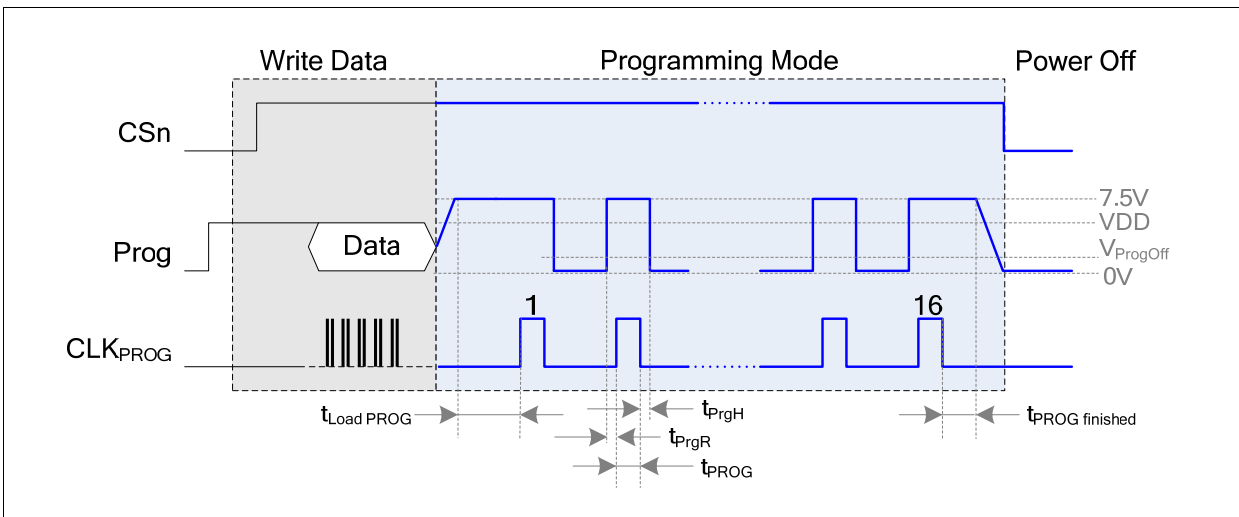 Write Data Programming Mode Power Off
CSn
7.5V
VDD
Prog Data VProgOff
0V
1 16
CLKPROG
tLoad PROG tPrgH tPROG finished
tPrgR
tPROG